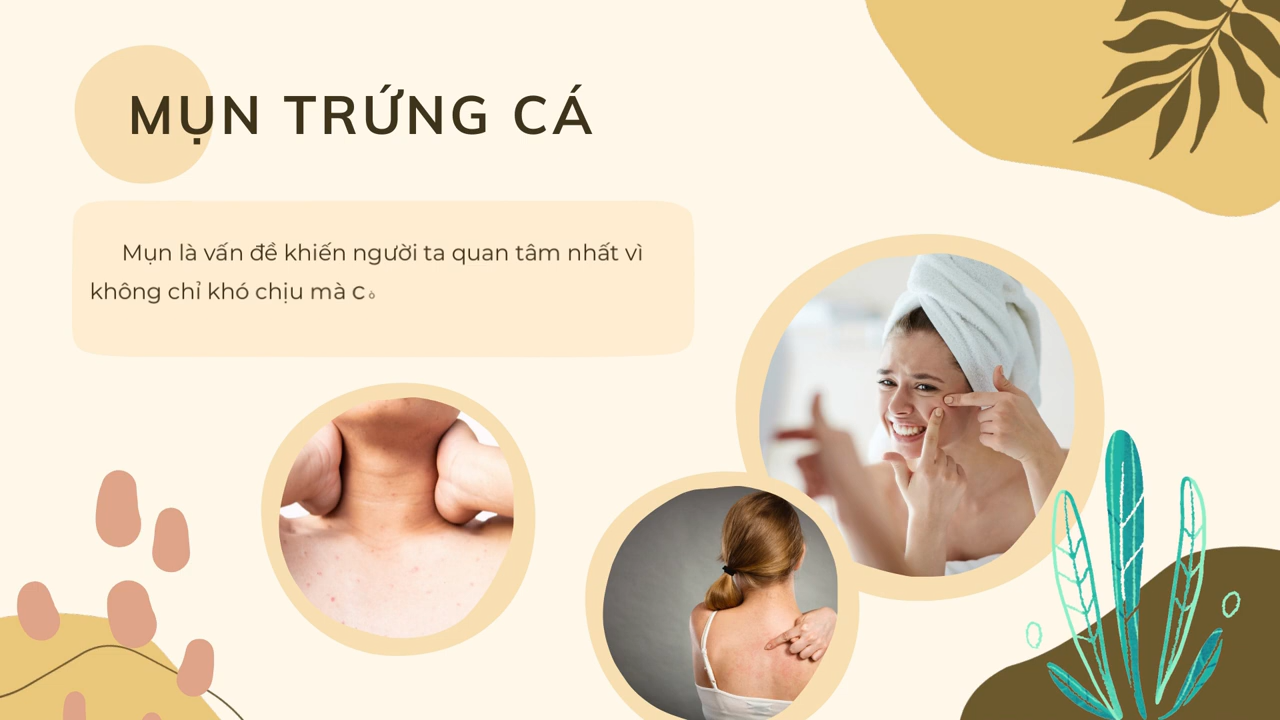 MỤN TRỨNG CÁ
Mụn là vấn đề khiến người ta quan tâm nhất vì
không chỉ khó chịu mà